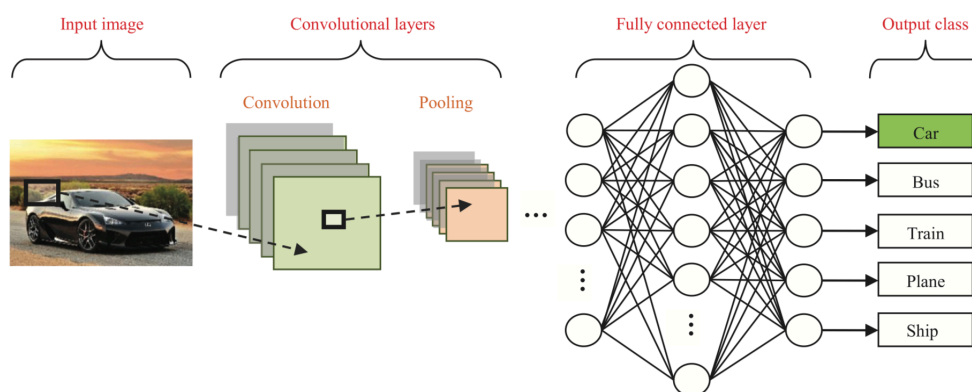 Input image
Convolutional layers
Fully connected layer
Output class
Convolution
Pooling
Car
Bus
Train
Plane
Ship